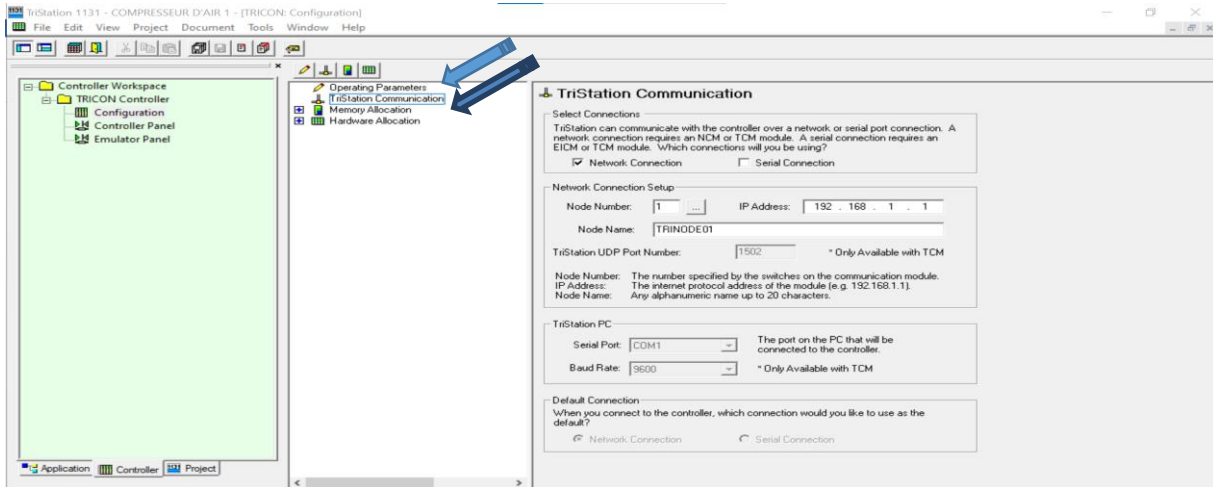 TriStation 1131 - COMPRESSEUR D'AIR 1 - [TRICON: Configuration]
File Edit View Project Document Tools Window Help
Controller Workspace
TRICON Controller
Configuration
Controller Panel
Emulator Panel
Application Controller Project
Operating Parameters
TriStation Communication
Memory Allocation
Hardware Allocation
TriStation Communication
Select Connections
TriStation can communicate with the controller over a network or serial port connection. A
network connection requires an NCM or TCM module. A serial connection requires an
EICM or TCM module. Which connections will you be using?
Network Connection Serial Connection
Network Connection Setup
Node Number: 1 ... IP Address: 192 . 168 . 1 . 1
Node Name: TRINODE01
TriStation UDP Port Number: 1502 * Only Available with TCM
Node Number: The number specified by the switches on the communication module.
IP Address: The internet protocol address of the module (e.g. 192.168.1.1).
Node Name: Any alphanumeric name up to 20 characters.
TriStation PC
Serial Port: COM1 The port on the PC that will be
connected to the controller.
Baud Rate: 9600 * Only Available with TCM
Default Connection
When you connect to the controller, which connection would you like to use as the
default?
Network Connection Serial Connection